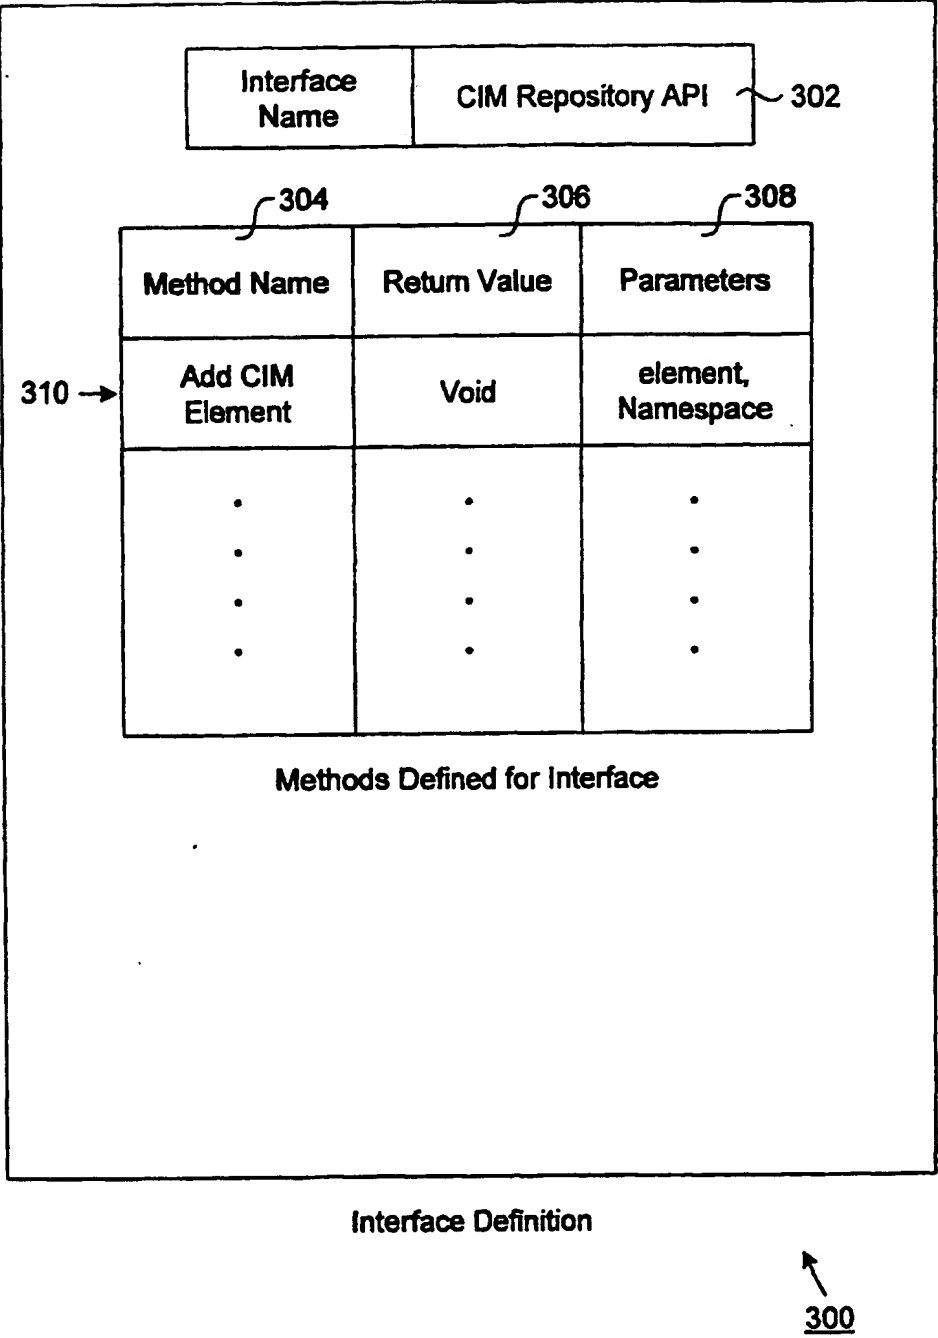 Interface
Name
CIM Repository API
302
304
306
308
Method Name
Return Value
Parameters
310
Add CIM
Element
Void
element,
Namespace
Methods Defined for Interface
Interface Definition
300